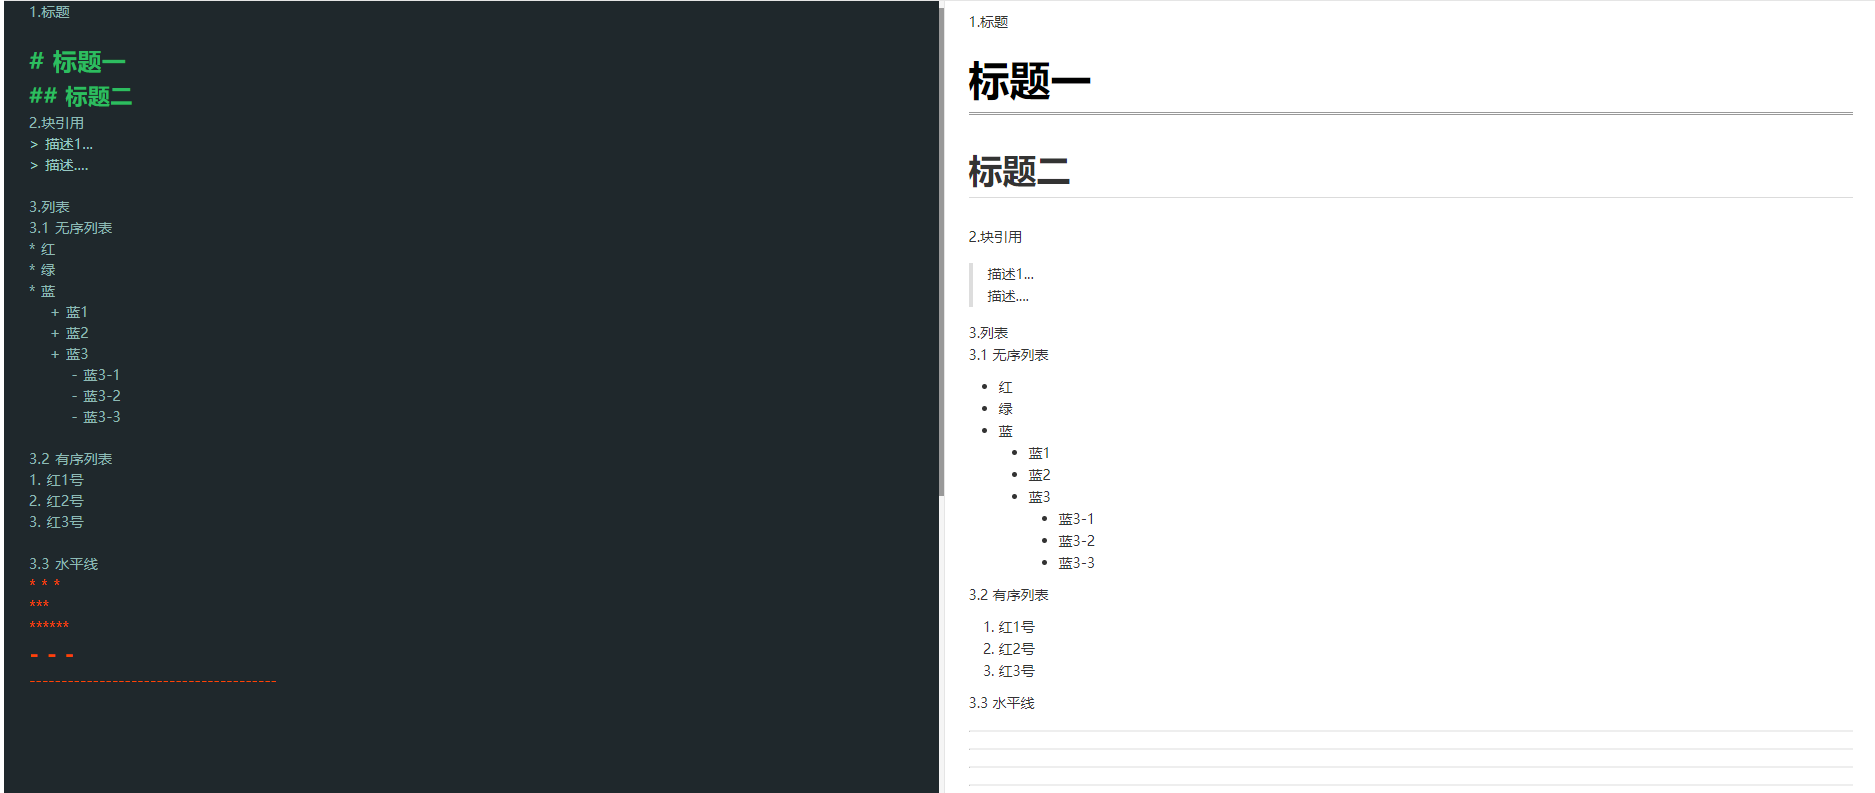 1.标题
# 标题一
## 标题二
2.块引用
> 描述1...
> 描述....
3.列表
3.1 无序列表
* 红
* 绿
* 蓝
+ 蓝1
+ 蓝2
+ 蓝3
- 蓝3-1
- 蓝3-2
- 蓝3-3
3.2 有序列表
1. 红1号
2. 红2号
3. 红3号
3.3 水平线
* * *
***
******
- - -
---------------------------------------
1.标题
标题一
标题二
2.块引用
描述1...
描述....
3.列表
3.1 无序列表
• 红
• 绿
• 蓝
• 蓝1
• 蓝2
• 蓝3
• 蓝3-1
• 蓝3-2
• 蓝3-3
3.2 有序列表
1. 红1号
2. 红2号
3. 红3号
3.3 水平线